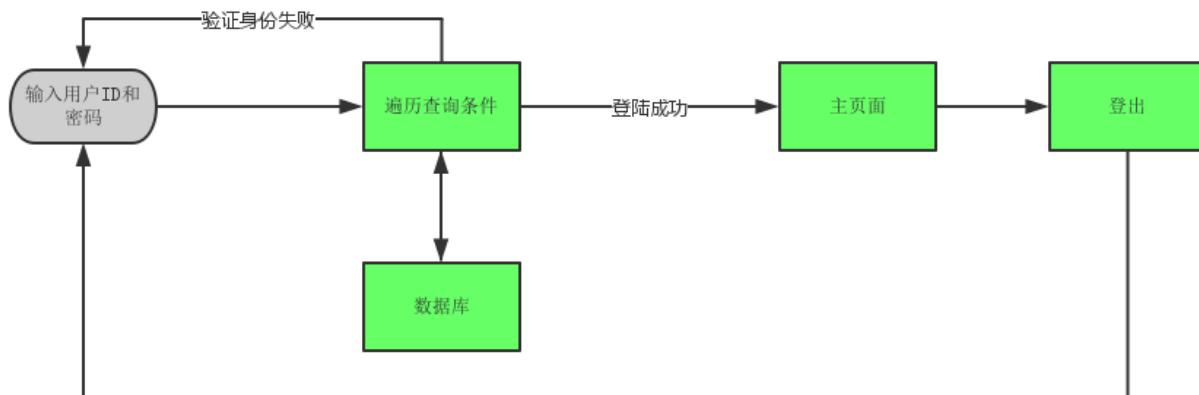 验证身份失败
输入用户ID和
密码
遍历查询条件
登陆成功
主页面
登出
数据库